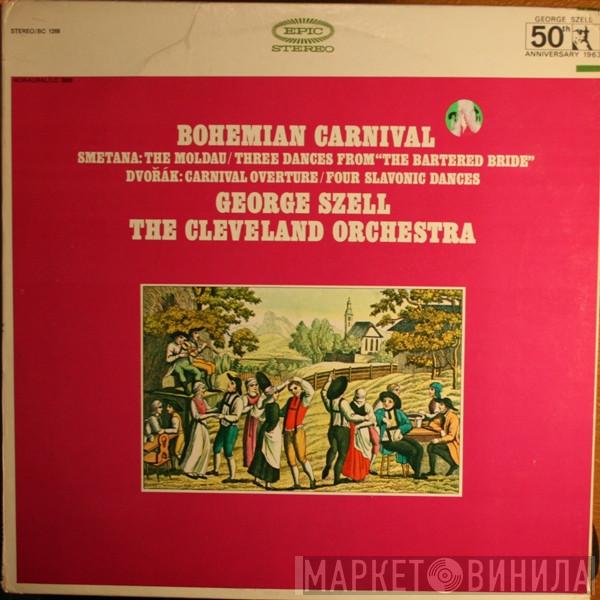 STEREO/BC 1268
EPIC
STEREO
GEORGE SZELL
50th
ANNIVERSARY 1963
BOHEMIAN CARNIVAL
SMETANA: THE MOLDAU/THREE DANCES FROM "THE BARTERED BRIDE"
DVOŘÁK: CARNIVAL OVERTURE/FOUR SLAVONIC DANCES
GEORGE SZELL
THE CLEVELAND ORCHESTRA
МАРКЕТ ВИНИЛА